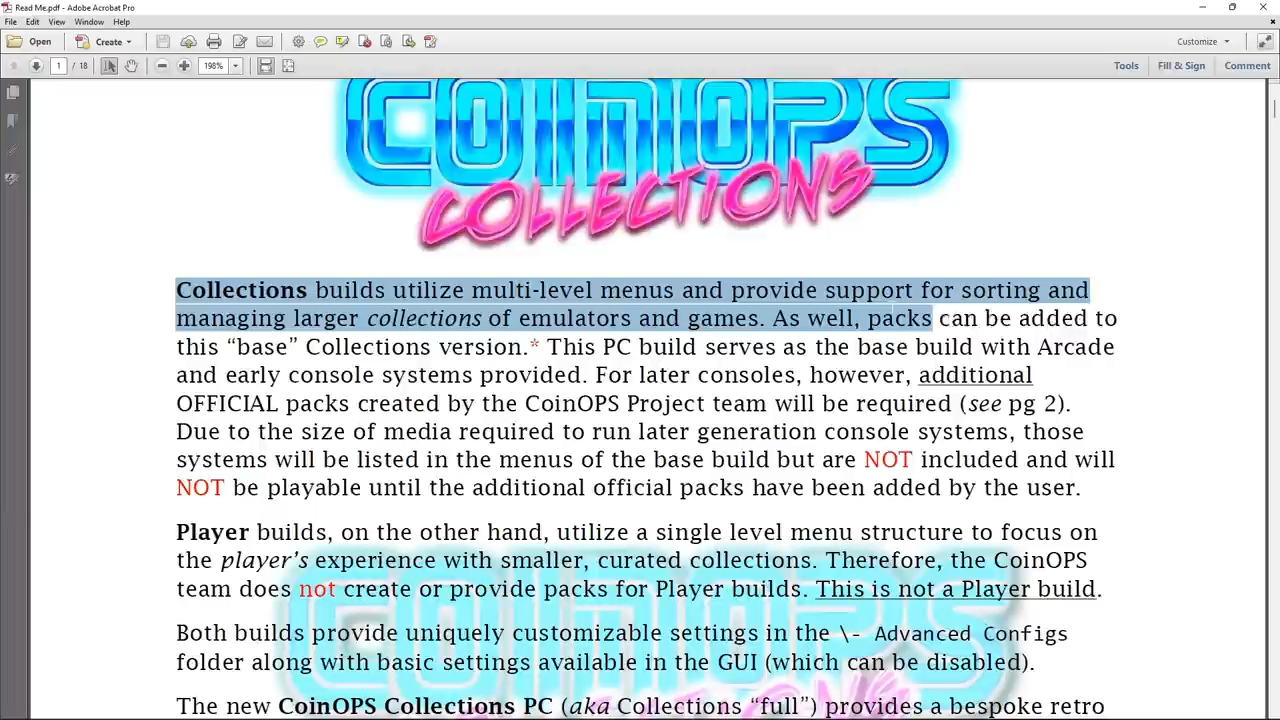 Read Me.pdf - Adobe Acrobat Pro
File Edit View Window Help
Open Create Customize
1 / 18 198% Tools Fill & Sign Comment
COINOPS
COLLECTIONS
Collections builds utilize multi-level menus and provide support for sorting and
managing larger collections of emulators and games. As well, packs can be added to
this “base” Collections version.* This PC build serves as the base build with Arcade
and early console systems provided. For later consoles, however, additional
OFFICIAL packs created by the CoinOPS Project team will be required (see pg 2).
Due to the size of media required to run later generation console systems, those
systems will be listed in the menus of the base build but are NOT included and will
NOT be playable until the additional official packs have been added by the user.
Player builds, on the other hand, utilize a single level menu structure to focus on
the player’s experience with smaller, curated collections. Therefore, the CoinOPS
team does not create or provide packs for Player builds. This is not a Player build.
Both builds provide uniquely customizable settings in the \- Advanced Configs
folder along with basic settings available in the GUI (which can be disabled).
The new CoinOPS Collections PC (aka Collections “full”) provides a bespoke retro